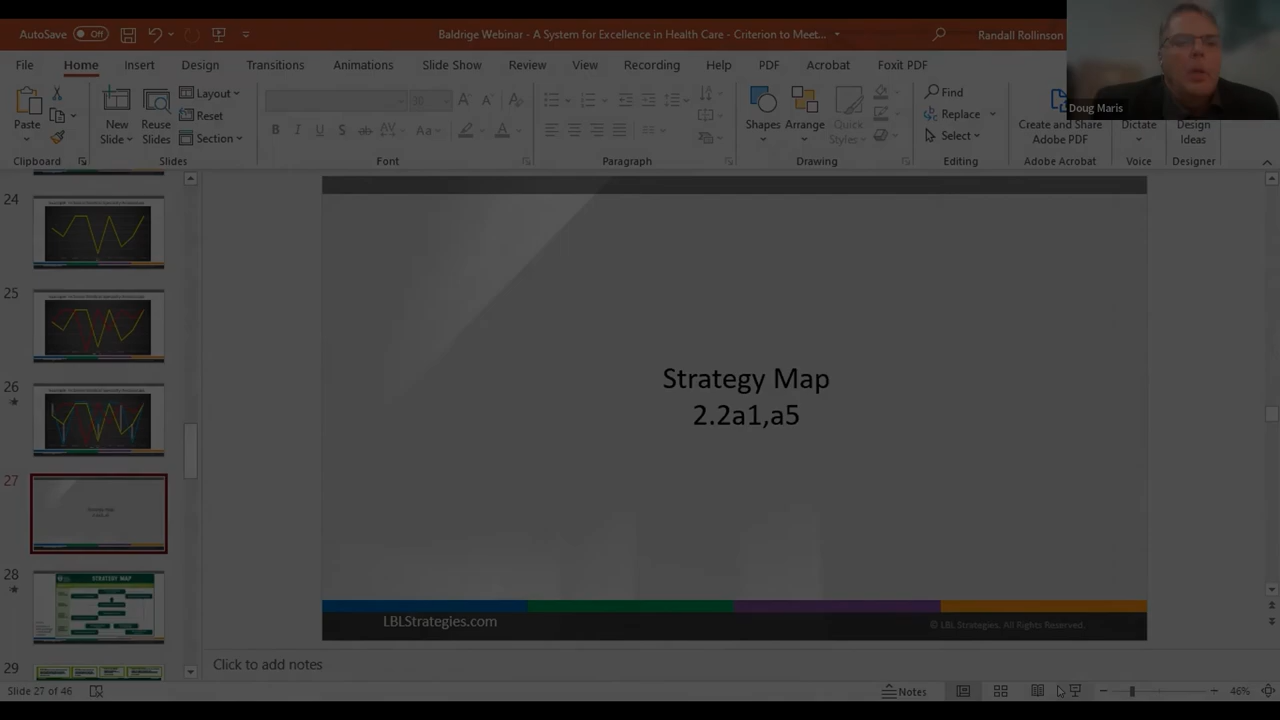 AutoSave Off
Baldrige Webinar - A System for Excellence in Health Care - Criterion to Meet...
Randall Rollinson
Doug Maris
File Home Insert Design Transitions Animations Slide Show Review View Recording Help PDF Acrobat Foxit PDF
Paste
New Slide
Reuse Slides
Layout
Reset
Section
30
Aa
Shapes
Arrange
Quick Styles
Find
Replace
Select
Create and Share Adobe PDF
Dictate
Design Ideas
Clipboard Slides Font Paragraph Drawing Editing Adobe Acrobat Voice Designer
24
25
26
27
28
STRATEGY MAP
29
Strategy Map
2.2a1,a5
LBLStrategies.com
© LBL Strategies. All Rights Reserved.
Click to add notes
Slide 27 of 46
Notes
46%